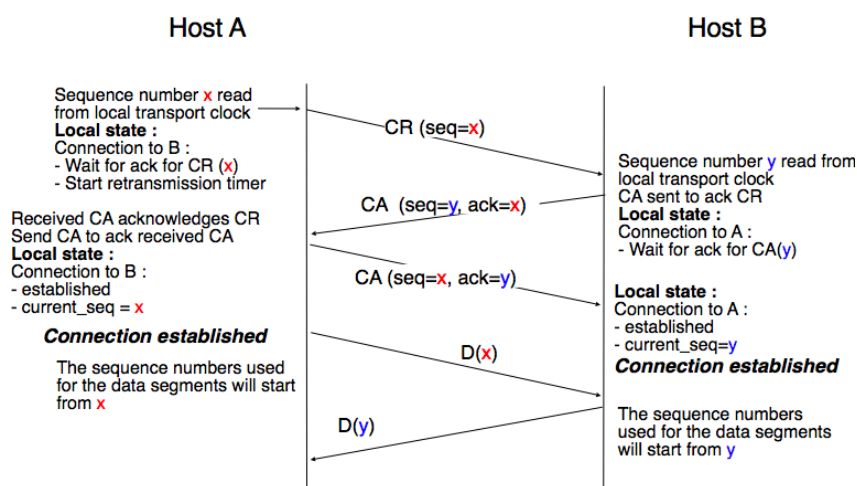 Host A
Host B
Sequence number x read
from local transport clock
Local state :
Connection to B :
- Wait for ack for CR (x)
- Start retransmission timer
CR (seq=x)
Sequence number y read from
local transport clock
CA sent to ack CR
Local state :
Connection to A :
- Wait for ack for CA(y)
CA (seq=y, ack=x)
Received CA acknowledges CR
Send CA to ack received CA
Local state :
Connection to B :
- established
- current_seq = x
Connection established
CA (seq=x, ack=y)
Local state :
Connection to A :
- established
- current_seq=y
Connection established
The sequence numbers used
for the data segments will start
from x
D(x)
D(y)
The sequence numbers
used for the data segments
will start from y